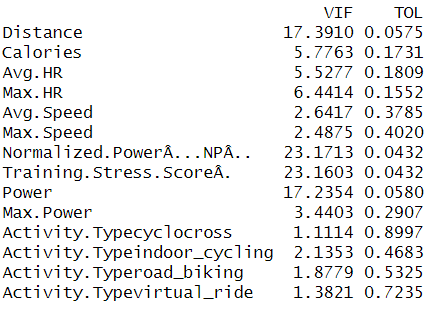 VIF TOL
Distance 17.3910 0.0575
Calories 5.7763 0.1731
Avg.HR 5.5277 0.1809
Max.HR 6.4414 0.1552
Avg.Speed 2.6417 0.3785
Max.Speed 2.4875 0.4020
Normalized.PowerÂ...NPÂ.. 23.1713 0.0432
Training.Stress.ScoreÂ. 23.1603 0.0432
Power 17.2354 0.0580
Max.Power 3.4403 0.2907
Activity.Typecyclocross 1.1114 0.8997
Activity.Typeindoor_cycling 2.1353 0.4683
Activity.Typeroad_biking 1.8779 0.5325
Activity.Typevirtual_ride 1.3821 0.7235